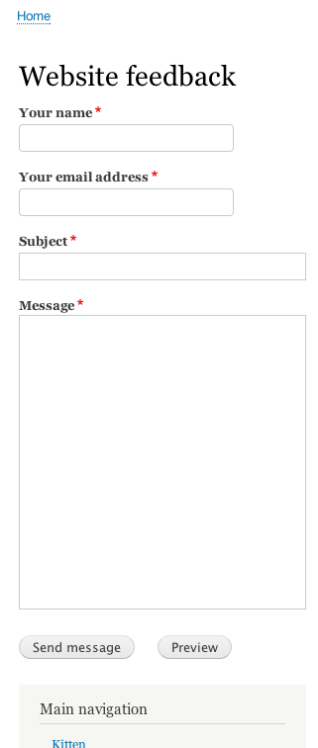 Home
Website feedback
Your name *
Your email address *
Subject *
Message *
Send message Preview
Main navigation
Kitten